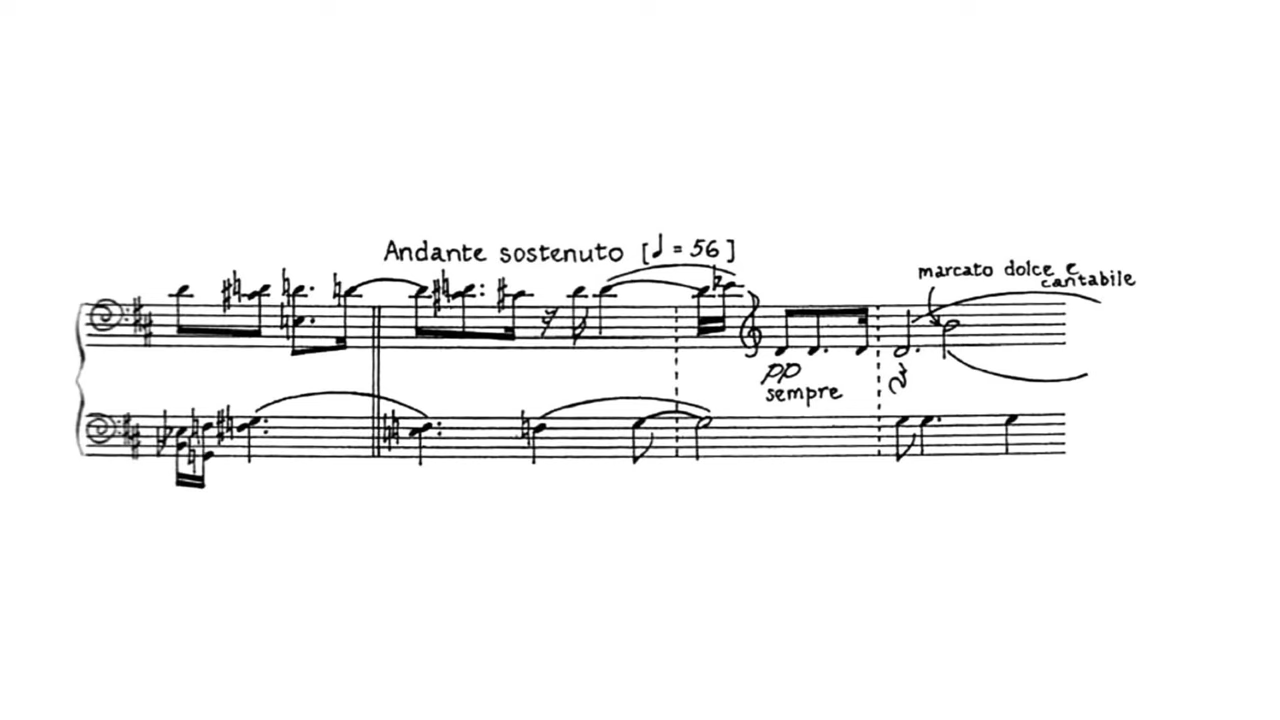 Andante sostenuto [𝅗𝅥 = 56]
marcato dolce e
cantabile
pp
sempre